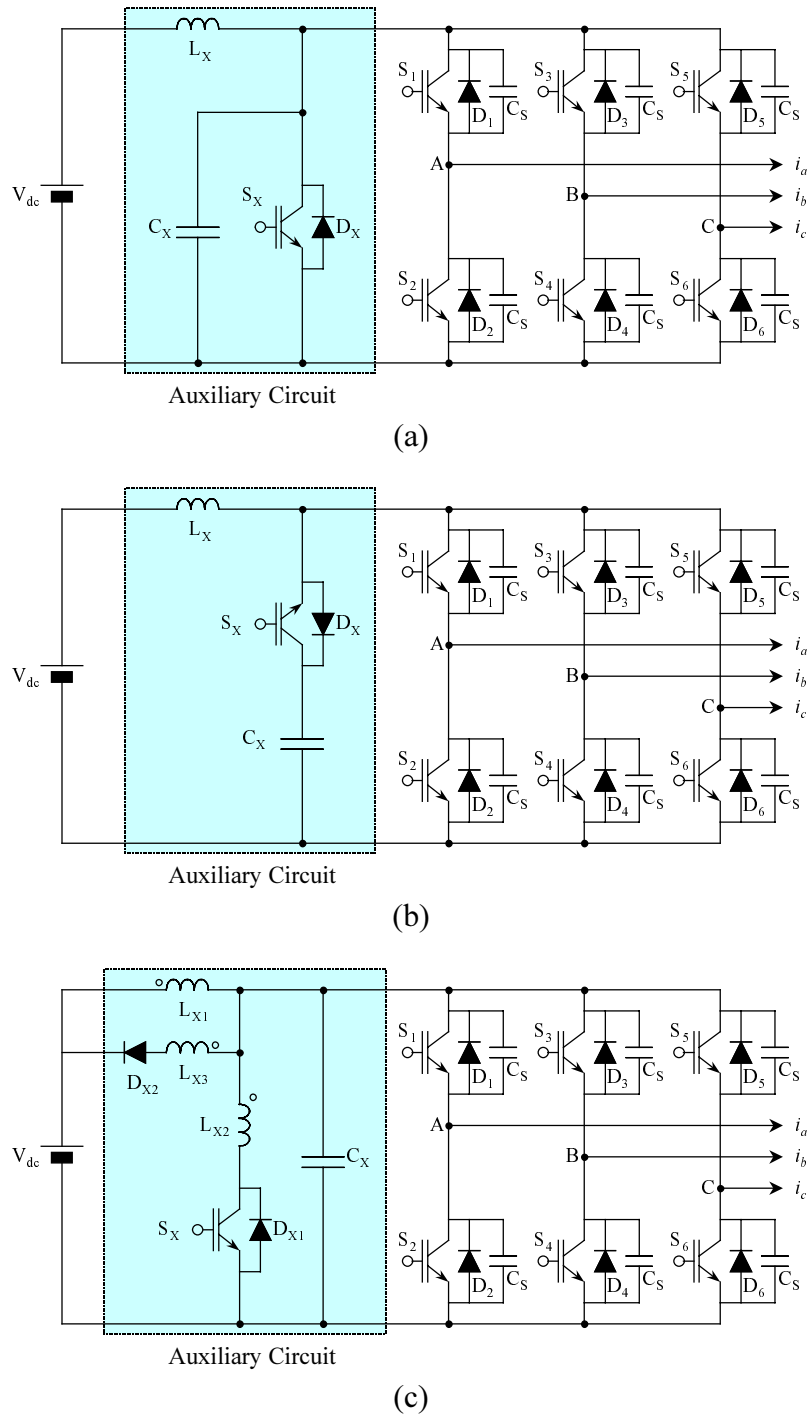 L_X
S_1 D_1 C_S S_3 D_3 C_S S_5 D_5 C_S
A i_a
V_dc C_X S_X D_X B i_b
C i_c
S_2 D_2 C_S S_4 D_4 C_S S_6 D_6 C_S
Auxiliary Circuit
(a)
L_X
S_1 D_1 C_S S_3 D_3 C_S S_5 D_5 C_S
S_X D_X
A i_a
V_dc B i_b
C i_c
C_X
S_2 D_2 C_S S_4 D_4 C_S S_6 D_6 C_S
Auxiliary Circuit
(b)
L_X1
S_1 D_1 C_S S_3 D_3 C_S S_5 D_5 C_S
D_X2 L_X3
L_X2 A i_a
V_dc C_X B i_b
C i_c
S_X D_X1
S_2 D_2 C_S S_4 D_4 C_S S_6 D_6 C_S
Auxiliary Circuit
(c)